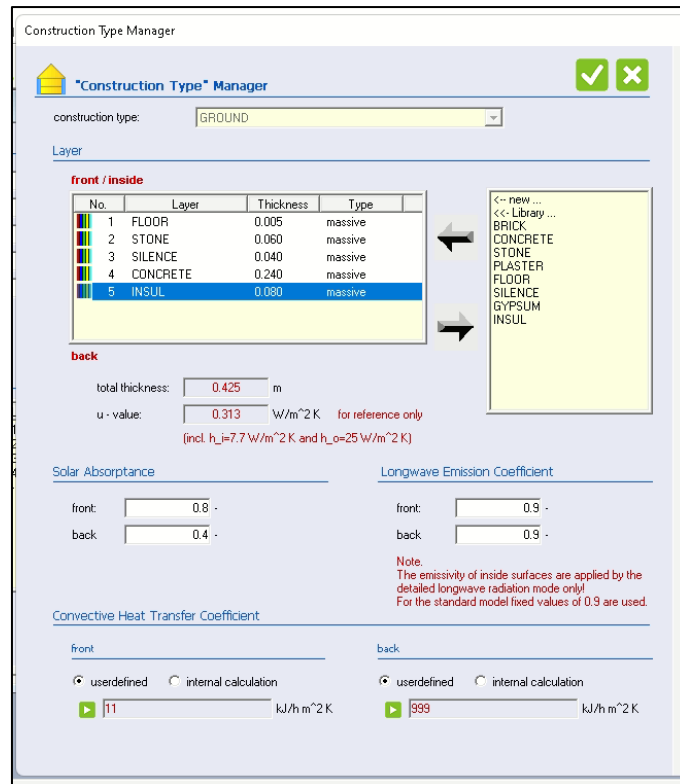 Construction Type Manager
"Construction Type" Manager
construction type: GROUND
Layer
front / inside
No. Layer Thickness Type
1 FLOOR 0.005 massive
2 STONE 0.060 massive
3 SILENCE 0.040 massive
4 CONCRETE 0.240 massive
5 INSUL 0.080 massive
<-- new ...
<<- Library ...
BRICK
CONCRETE
STONE
PLASTER
FLOOR
SILENCE
GYPSUM
INSUL
back
total thickness: 0.425 m
u - value: 0.313 W/m^2 K for reference only
(incl. h_i=7.7 W/m^2 K and h_o=25 W/m^2 K)
Solar Absorptance
front: 0.8 -
back 0.4 -
Longwave Emission Coefficient
front: 0.9 -
back 0.9 -
Note.
The emissivity of inside surfaces are applied by the
detailed longwave radiation mode only!
For the standard model fixed values of 0.9 are used.
Convective Heat Transfer Coefficient
front
userdefined internal calculation
11 kJ/h m^2 K
back
userdefined internal calculation
999 kJ/h m^2 K